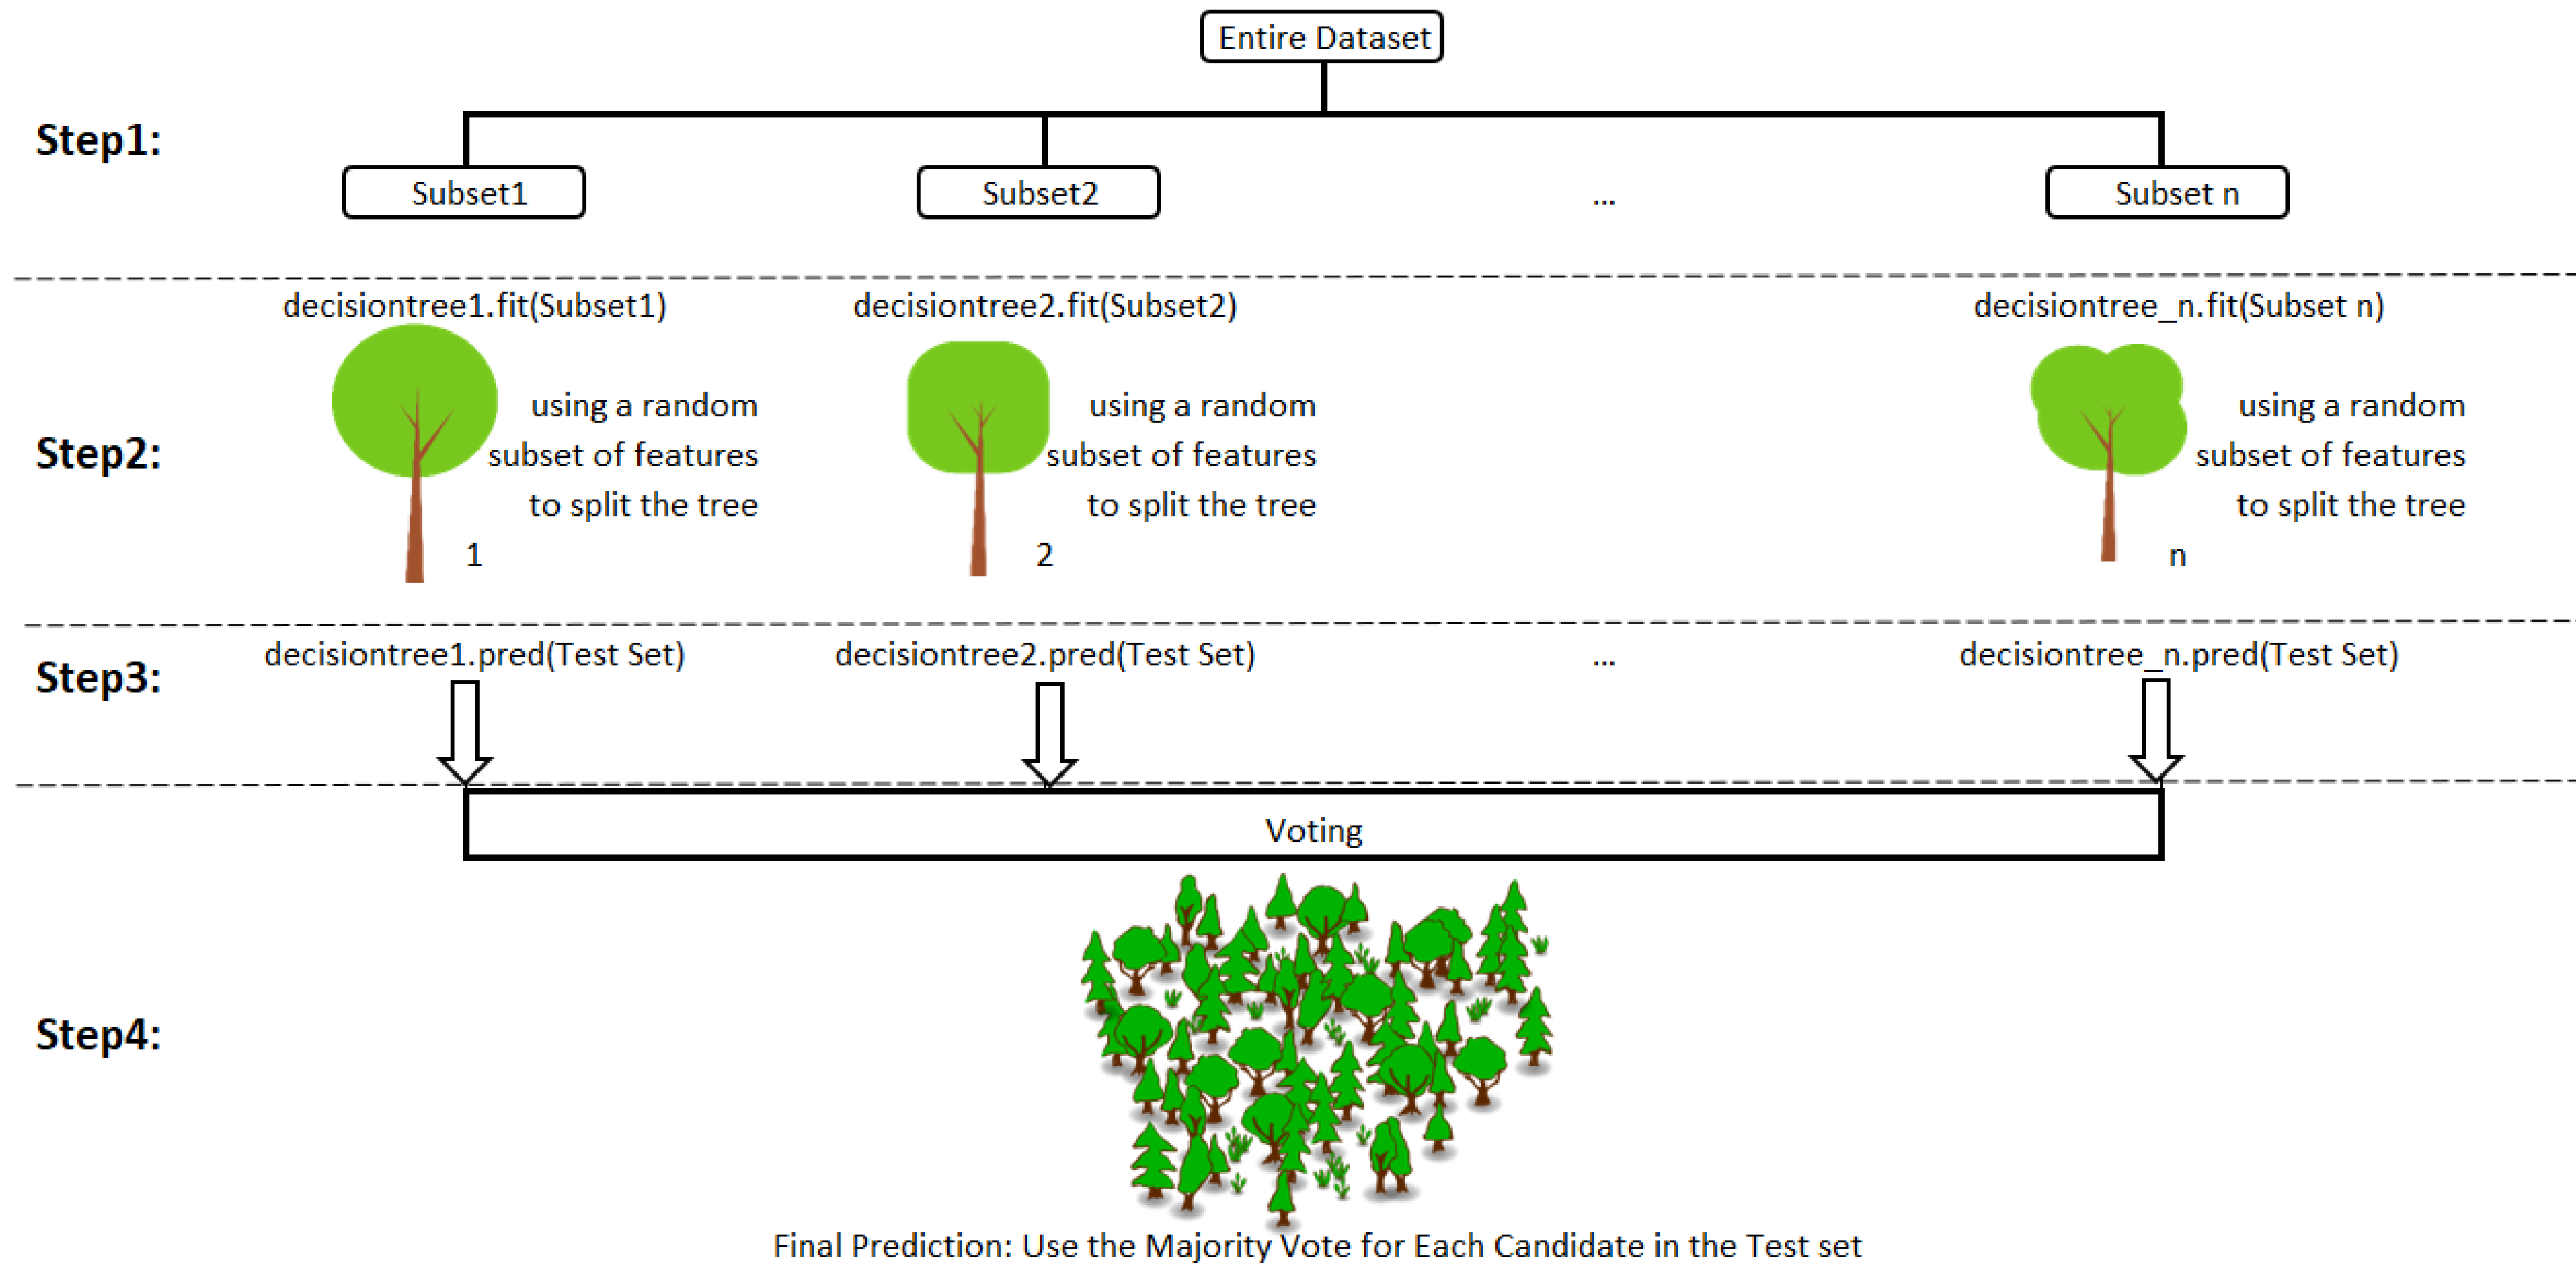 Entire Dataset
Step1:
Subset1
Subset2
...
Subset n
decisiontree1.fit(Subset1)
decisiontree2.fit(Subset2)
decisiontree_n.fit(Subset n)
Step2:
using a random
subset of features
to split the tree
1
using a random
subset of features
to split the tree
2
using a random
subset of features
to split the tree
n
Step3:
decisiontree1.pred(Test Set)
decisiontree2.pred(Test Set)
...
decisiontree_n.pred(Test Set)
Voting
Step4:
Final Prediction: Use the Majority Vote for Each Candidate in the Test set